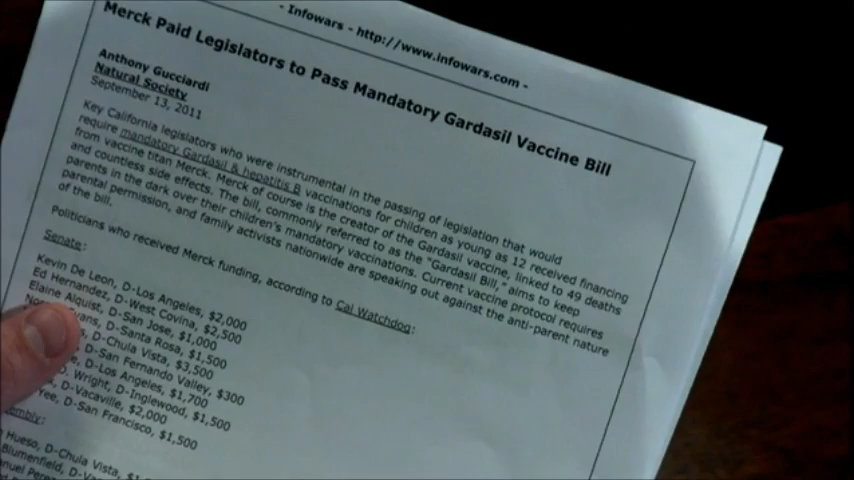 - Infowars - http://www.infowars.com -
Merck Paid Legislators to Pass Mandatory Gardasil Vaccine Bill
Anthony Gucciardi
Natural Society
September 13, 2011
Key California legislators who were instrumental in the passing of legislation that would
require mandatory Gardasil & hepatitis B vaccinations for children as young as 12 received financing
from vaccine titan Merck. Merck of course is the creator of the Gardasil vaccine, linked to 49 deaths
and countless side effects. The bill, commonly referred to as the "Gardasil Bill," aims to keep
parents in the dark over their children's mandatory vaccinations. Current vaccine protocol requires
parental permission, and family activists nationwide are speaking out against the anti-parent nature
of the bill.
Politicians who received Merck funding, according to Cal Watchdog:
Senate:
Kevin De Leon, D-Los Angeles, $2,000
Ed Hernandez, D-West Covina, $2,500
Elaine Alquist, D-San Jose, $1,000
D-Santa Rosa, $1,500
D-Chula Vista, $3,500
D-San Fernando Valley, $300
D-Los Angeles, $1,700
Wright, D-Inglewood, $1,500
D-Vacaville, $2,000
Yee, D-San Francisco, $1,500
Hueso, D-Chula Vista,
Blumenfield,